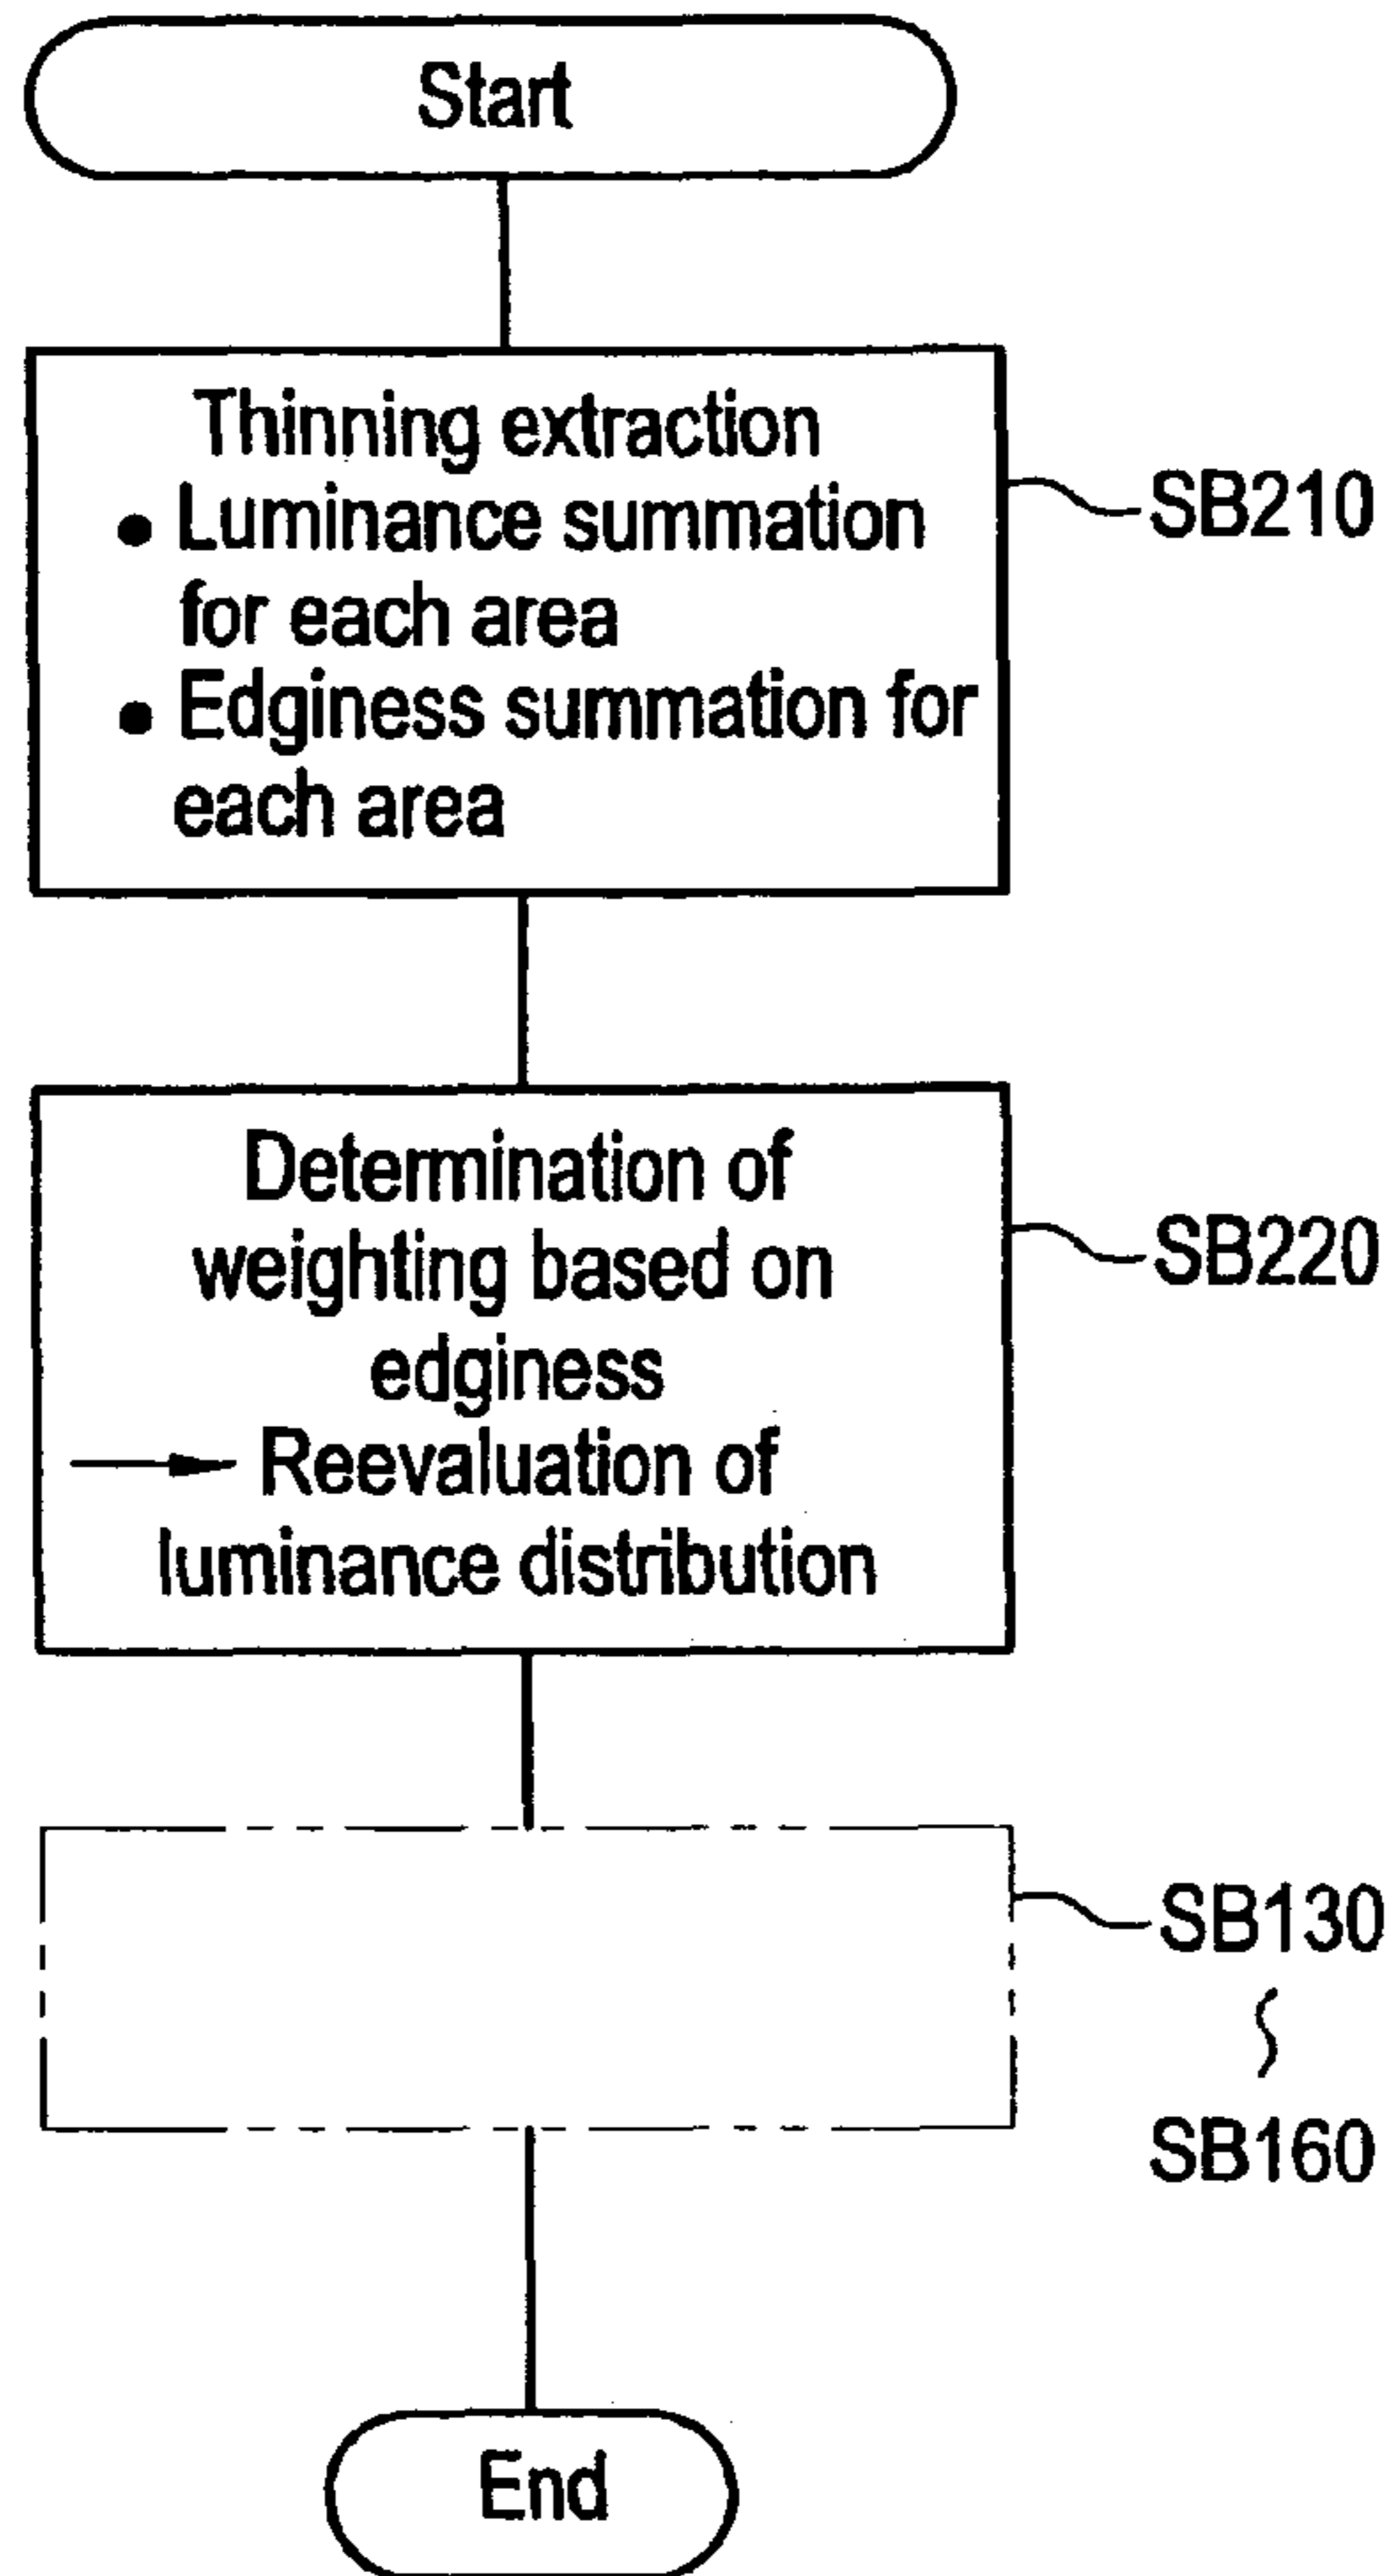 Start
Thinning extraction
• Luminance summation
for each area
• Edginess summation for
each area
SB210
Determination of
weighting based on
edginess
Reevaluation of
luminance distribution
SB220
SB130
SB160
End